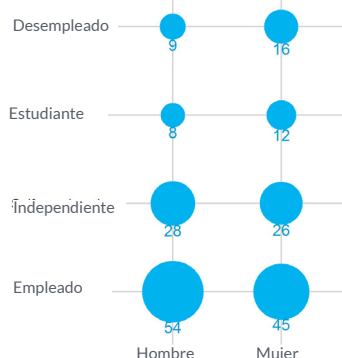 Desempleado
9 16
Estudiante
8 12
Independiente
28 26
Empleado
54 45
Hombre Mujer